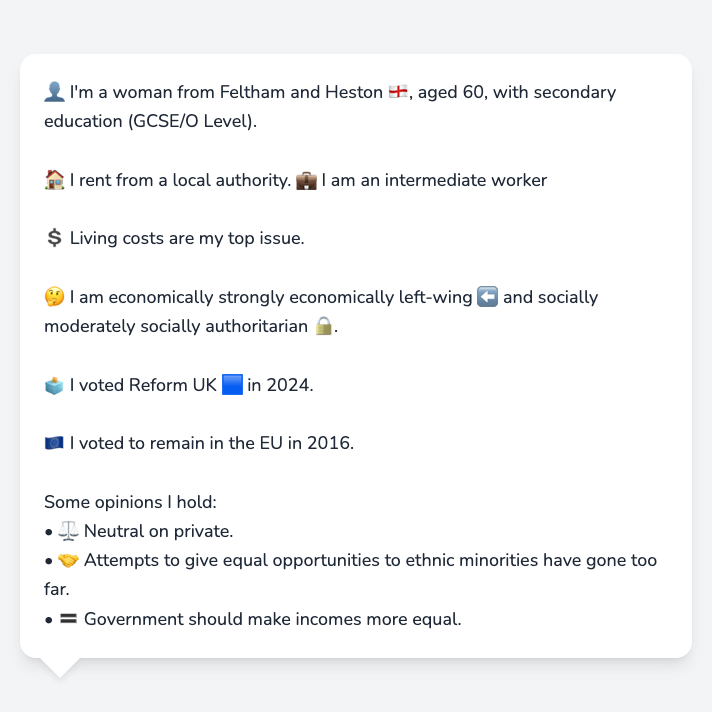 👤 I'm a woman from Feltham and Heston 🏴󠁧󠁢󠁥󠁮󠁧󠁿, aged 60, with secondary
education (GCSE/O Level).
🏠 I rent from a local authority. 💼 I am an intermediate worker
💲 Living costs are my top issue.
🤔 I am economically strongly economically left-wing ⬅️ and socially
moderately socially authoritarian 🔒.
🗳️ I voted Reform UK 🟦 in 2024.
🇪🇺 I voted to remain in the EU in 2016.
Some opinions I hold:
• ⚖️ Neutral on private.
• 🤝 Attempts to give equal opportunities to ethnic minorities have gone too
far.
• 🟰 Government should make incomes more equal.